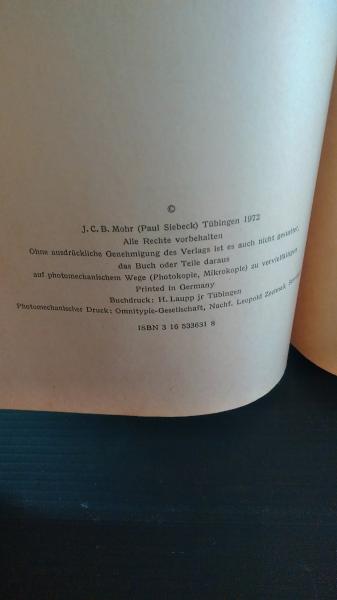 ©
J. C. B. Mohr (Paul Siebeck) Tübingen 1972
Alle Rechte vorbehalten
Ohne ausdrückliche Genehmigung des Verlags ist es auch nicht gestattet,
das Buch oder Teile daraus
auf photomechanischem Wege (Photokopie, Mikrokopie) zu vervielfältigen
Printed in Germany
Buchdruck: H. Laupp jr Tübingen
Photomechanischer Druck: Omnitypie-Gesellschaft, Nachf. Leopold Zechnall,
ISBN 3 16 533631 8